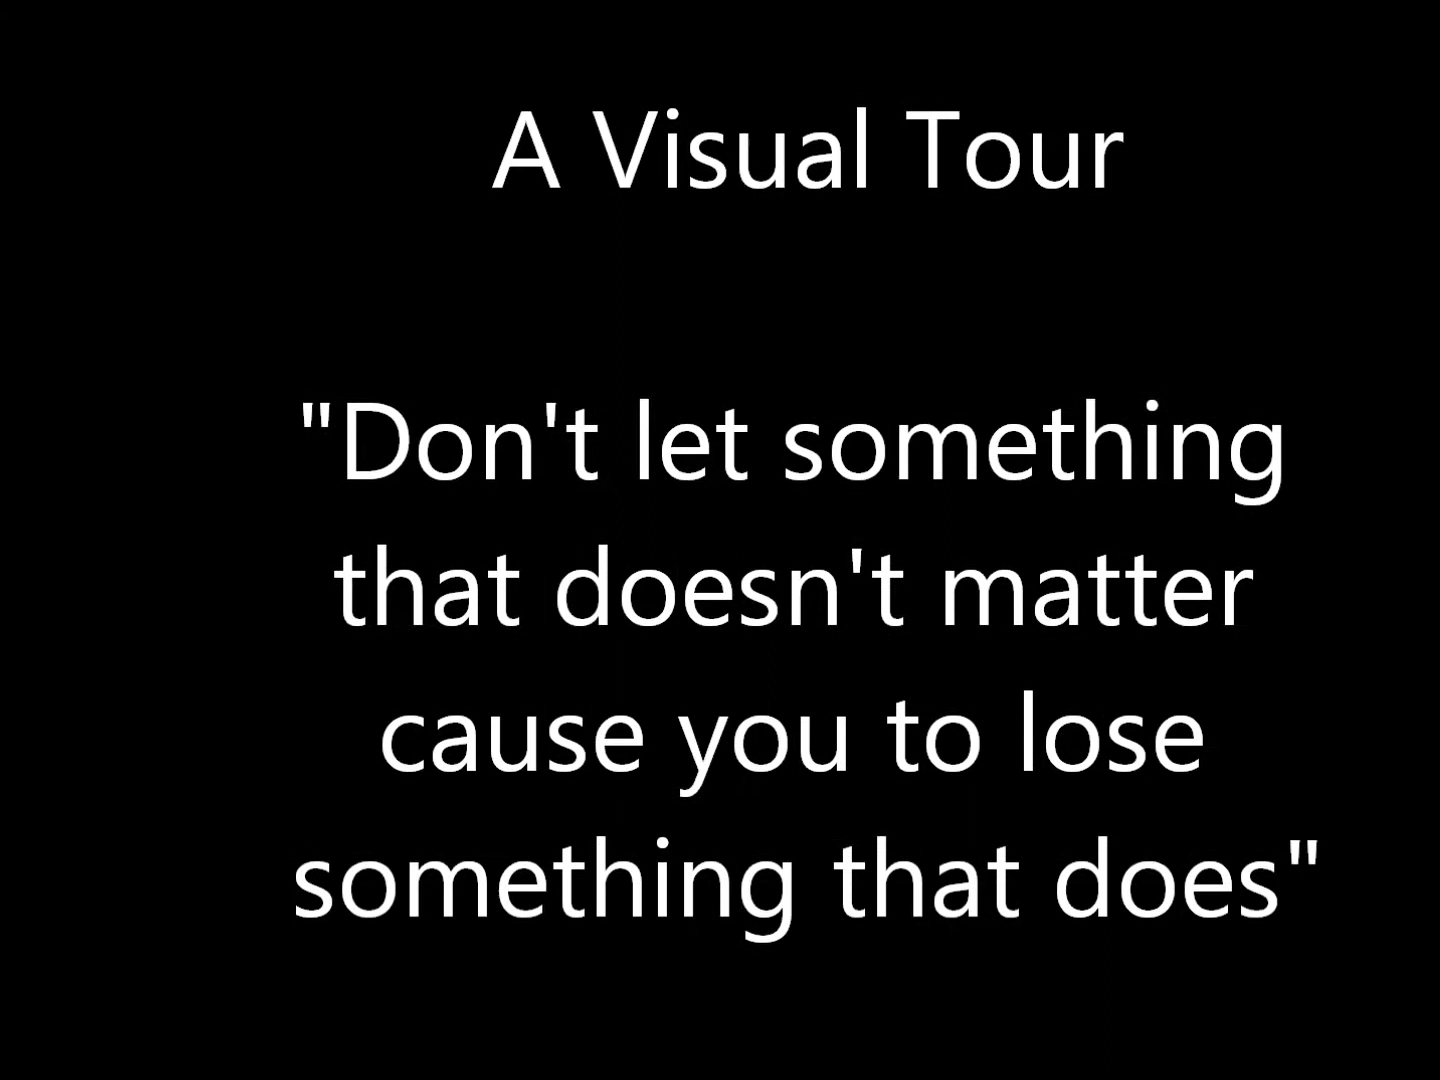 A Visual Tour
"Don't let something
that doesn't matter
cause you to lose
something that does"